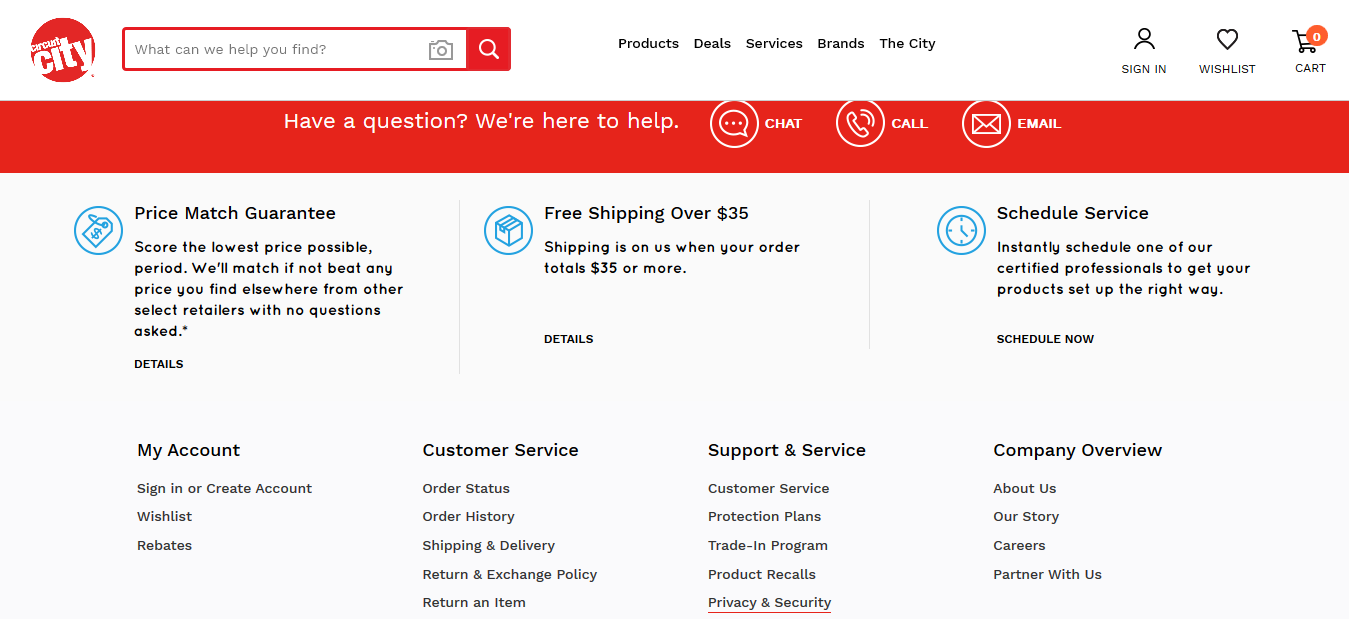 circuit city
What can we help you find?
Products Deals Services Brands The City
SIGN IN
WISHLIST
0
CART
Have a question? We're here to help.
CHAT
CALL
EMAIL
Price Match Guarantee
Score the lowest price possible,
period. We'll match if not beat any
price you find elsewhere from other
select retailers with no questions
asked.*
DETAILS
Free Shipping Over $35
Shipping is on us when your order
totals $35 or more.
DETAILS
Schedule Service
Instantly schedule one of our
certified professionals to get your
products set up the right way.
SCHEDULE NOW
My Account
Sign in or Create Account
Wishlist
Rebates
Customer Service
Order Status
Order History
Shipping & Delivery
Return & Exchange Policy
Return an Item
Support & Service
Customer Service
Protection Plans
Trade-In Program
Product Recalls
Privacy & Security
Company Overview
About Us
Our Story
Careers
Partner With Us